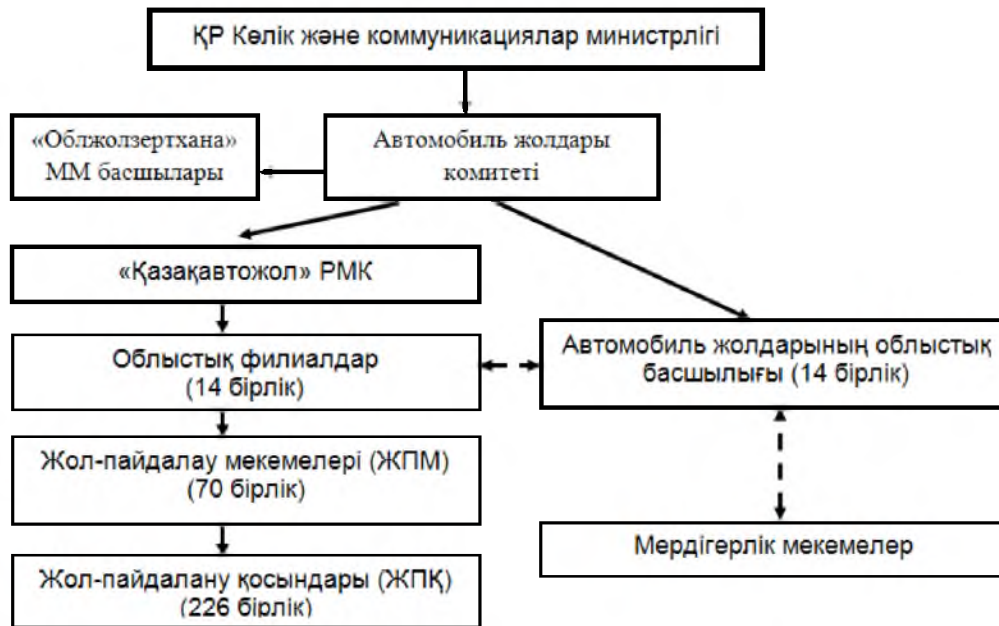 ҚР Көлік және коммуникациялар министрлігі
«Облжолзертхана»
ММ басшылары
Автомобиль жолдары
комитеті
«Қазақавтожол» РМК
Облыстық филиалдар
(14 бірлік)
Автомобиль жолдарының облыстық
басшылығы (14 бірлік)
Жол-пайдалау мекемелері (ЖПМ)
(70 бірлік)
Мердігерлік мекемелер
Жол-пайдалану қосындары (ЖПҚ)
(226 бірлік)